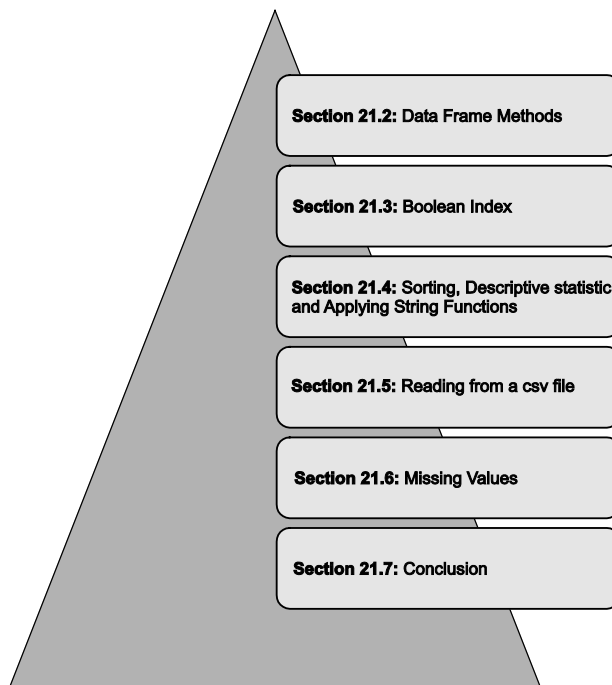 Section 21.2: Data Frame Methods
Section 21.3: Boolean Index
Section 21.4: Sorting, Descriptive statistic
and Applying String Functions
Section 21.5: Reading from a csv file
Section 21.6: Missing Values
Section 21.7: Conclusion